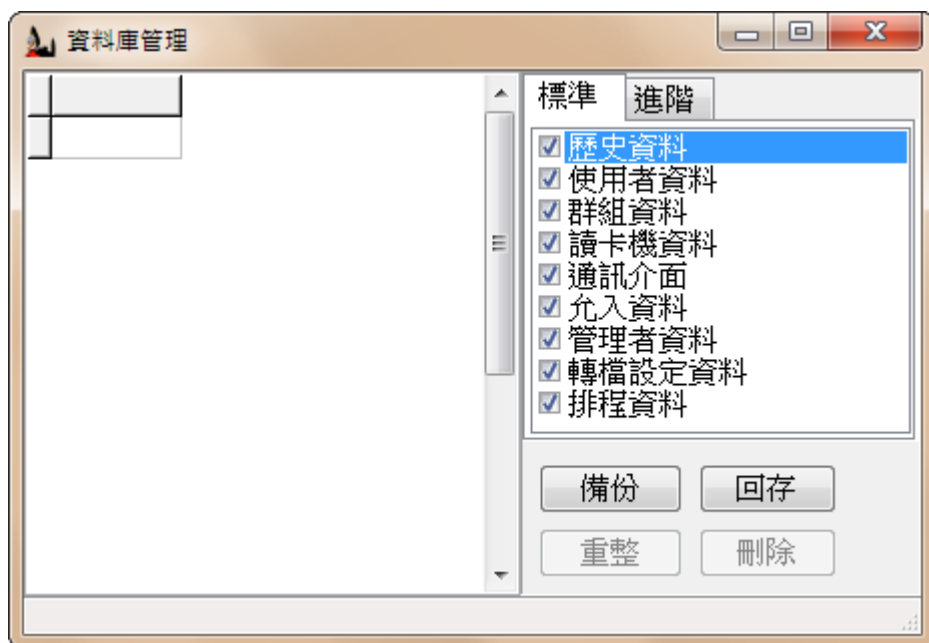 資料庫管理
標準 進階
歷史資料
使用者資料
群組資料
讀卡機資料
通訊介面
允入資料
管理者資料
轉檔設定資料
排程資料
備份 回存
重整 刪除